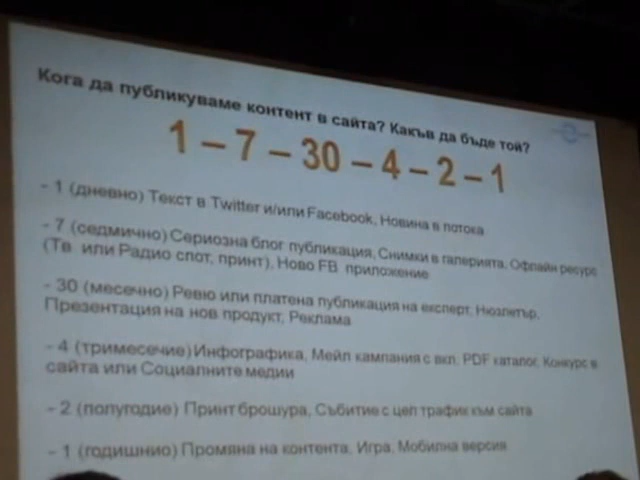 Кога да публикуваме контент в сайта? Какъв да бъде той?
1 – 7 – 30 – 4 – 2 – 1
- 1 (дневно) Текст в Twitter и/или Facebook, Новина в потока
- 7 (седмично) Сериозна блог публикация, Снимки в галерията, Офлайн ресурс
(Тв или Радио спот, принт), Ново FB приложение
- 30 (месечно) Ревю или платена публикация на експерт, Нюзлетър,
Презентация на нов продукт, Реклама
- 4 (тримесечие) Инфографика, Мейл кампания с вкл. PDF каталог, Конкурс в
сайта или Социалните медии
- 2 (полугодие) Принт брошура, Събитие с цел трафик към сайта
- 1 (годишнио) Промяна на контента, Игра, Мобилна версия